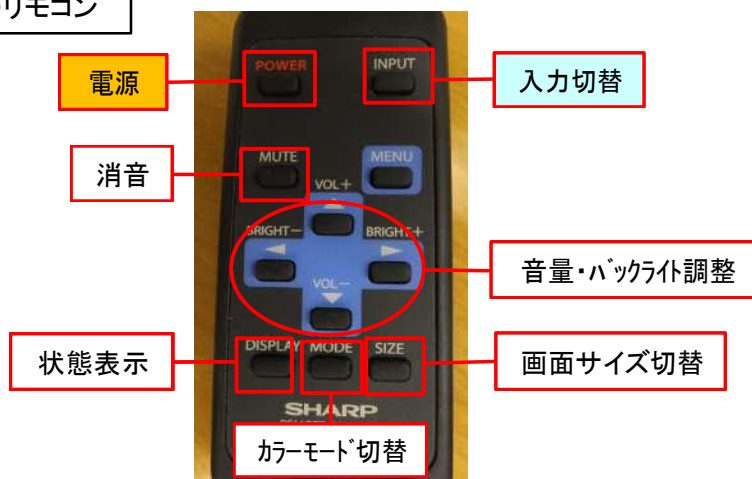 リモコン
POWER
INPUT
電源
入力切替
MUTE
MENU
消音
VOL+
BRIGHT−
BRIGHT+
音量・ﾊﾞｯｸﾗｲﾄ調整
VOL−
DISPLAY
MODE
SIZE
状態表示
画面サイズ切替
SHARP
ｶﾗｰﾓｰﾄﾞ切替